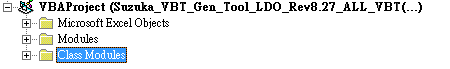 VBAProject (Suzuka_VBT_Gen_Tool_LDO_Rev8.27_ALL_VBT(...)
Microsoft Excel Objects
Modules
Class Modules